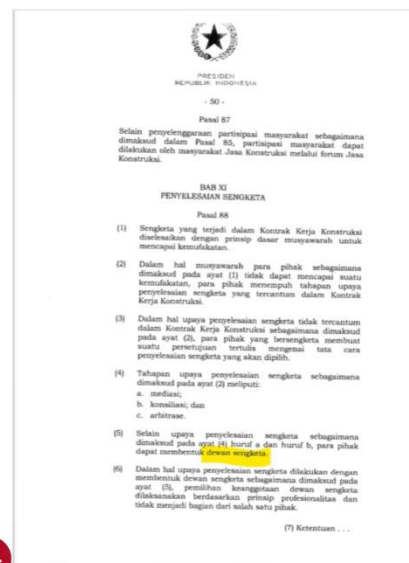 PRESIDEN
REPUBLIK INDONESIA
- 50 -
Pasal 87
Selain penyelenggaraan partisipasi masyarakat sebagaimana
dimaksud dalam Pasal 85, partisipasi masyarakat dapat
dilakukan oleh masyarakat Jasa Konstruksi melalui forum Jasa
Konstruksi.
BAB XI
PENYELESAIAN SENGKETA
Pasal 88
(1) Sengketa yang terjadi dalam Kontrak Kerja Konstruksi
diselesaikan dengan prinsip dasar musyawarah untuk
mencapai kemufakatan.
(2) Dalam hal musyawarah para pihak sebagaimana
dimaksud pada ayat (1) tidak dapat mencapai suatu
kemufakatan, para pihak menempuh tahapan upaya
penyelesaian sengketa yang tercantum dalam Kontrak
Kerja Konstruksi.
(3) Dalam hal upaya penyelesaian sengketa tidak tercantum
dalam Kontrak Kerja Konstruksi sebagaimana dimaksud
pada ayat (2), para pihak yang bersengketa membuat
suatu persetujuan tertulis mengenai tata cara
penyelesaian sengketa yang akan dipilih.
(4) Tahapan upaya penyelesaian sengketa sebagaimana
dimaksud pada ayat (2) meliputi:
a. mediasi;
b. konsiliasi; dan
c. arbitrase.
(5) Selain upaya penyelesaian sengketa sebagaimana
dimaksud pada ayat (4) huruf a dan huruf b, para pihak
dapat membentuk dewan sengketa.
(6) Dalam hal upaya penyelesaian sengketa dilakukan dengan
membentuk dewan sengketa sebagaimana dimaksud pada
ayat (5), pemilihan keanggotaan dewan sengketa
dilaksanakan berdasarkan prinsip profesionalitas dan
tidak menjadi bagian dari salah satu pihak.
(7) Ketentuan . . .